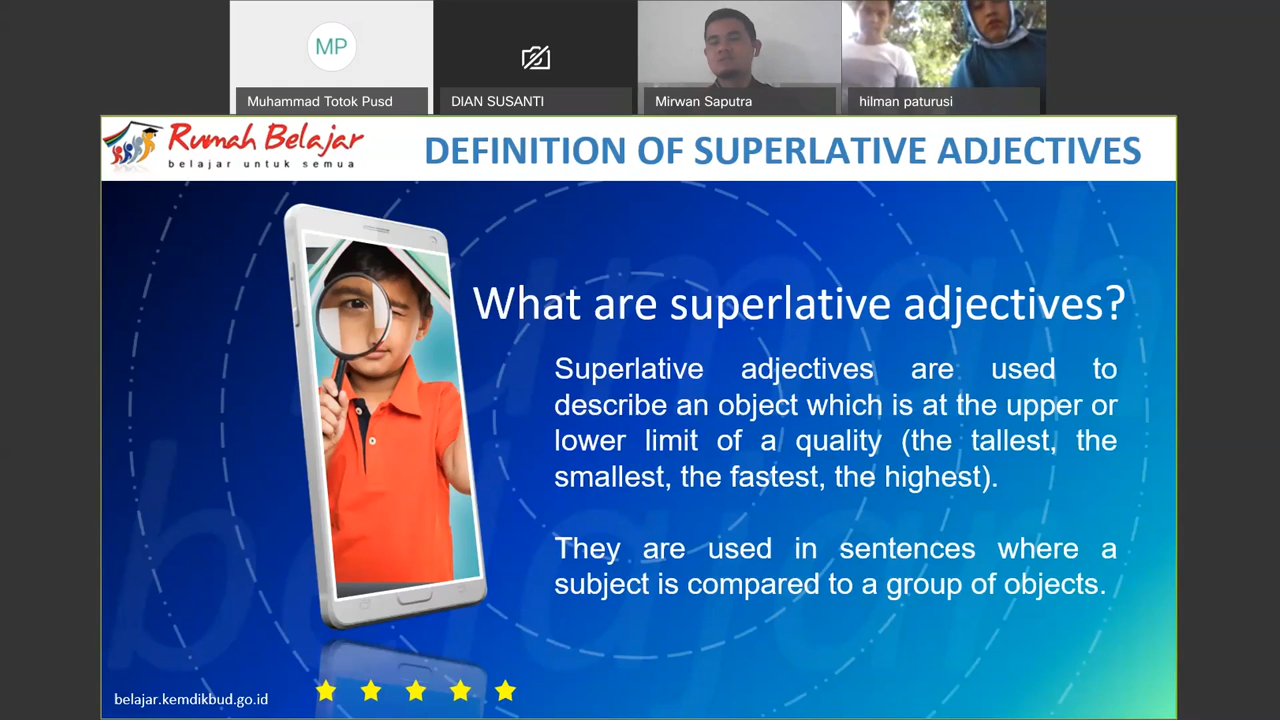 MP
Muhammad Totok Pusd
DIAN SUSANTI
Mirwan Saputra
hilman paturusi
Rumah Belajar
belajar untuk semua
DEFINITION OF SUPERLATIVE ADJECTIVES
What are superlative adjectives?
Superlative adjectives are used to
describe an object which is at the upper or
lower limit of a quality (the tallest, the
smallest, the fastest, the highest).
They are used in sentences where a
subject is compared to a group of objects.
belajar.kemdikbud.go.id